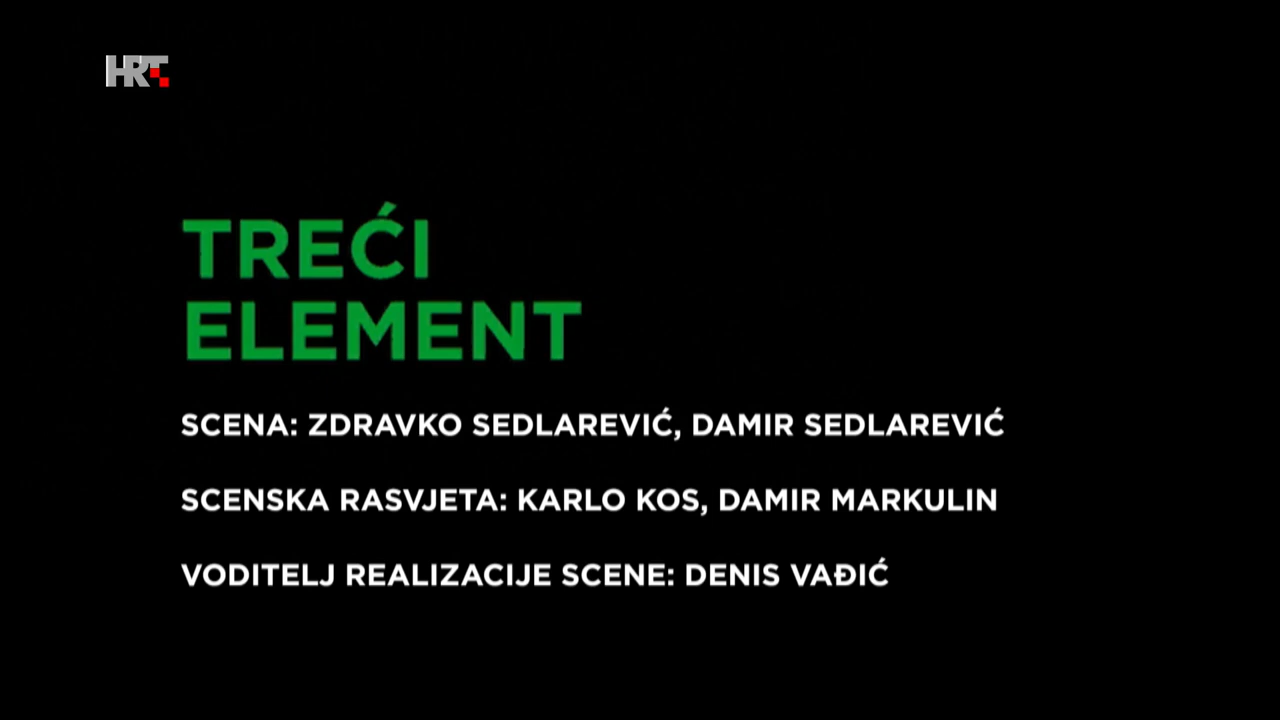 HRT
TREĆI
ELEMENT
SCENA: ZDRAVKO SEDLAREVIĆ, DAMIR SEDLAREVIĆ
SCENSKA RASVJETA: KARLO KOS, DAMIR MARKULIN
VODITELJ REALIZACIJE SCENE: DENIS VAĐIĆ